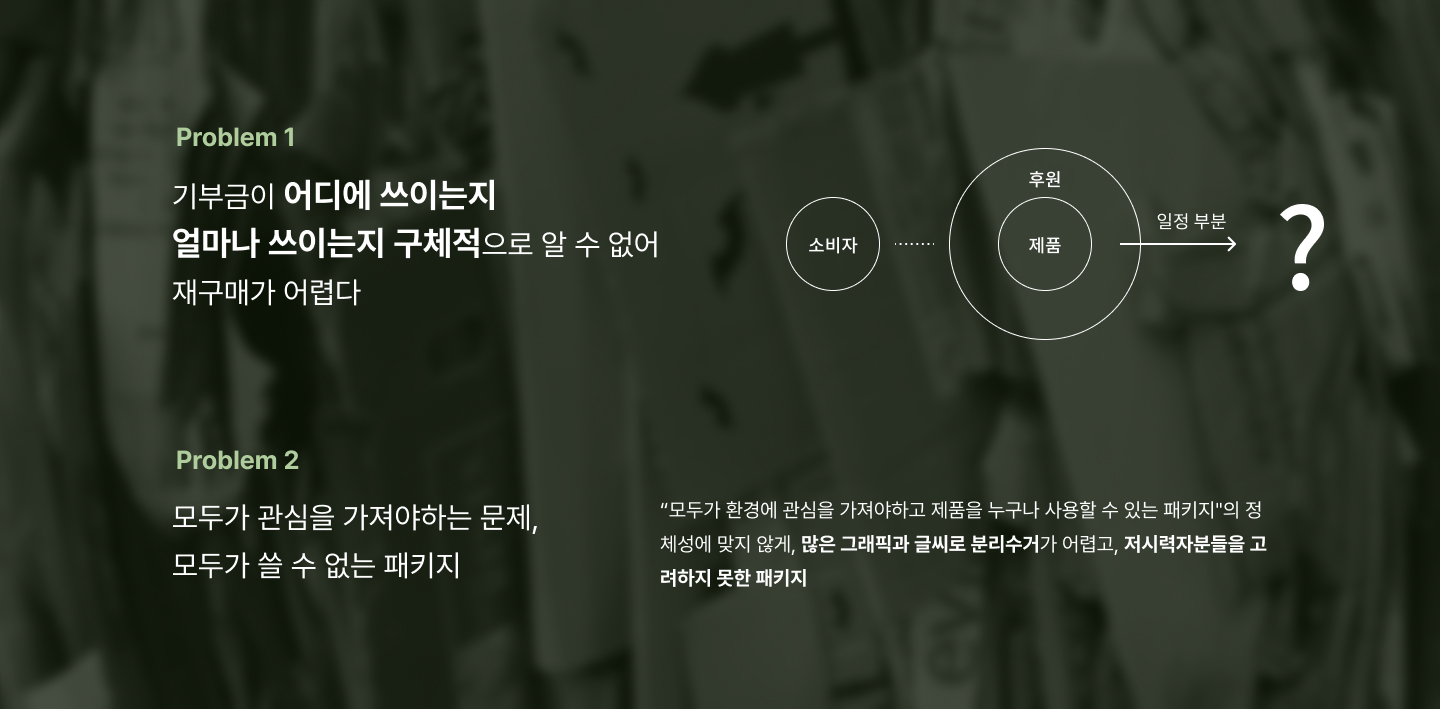 Problem 1
기부금이 어디에 쓰이는지
얼마나 쓰이는지 구체적으로 알 수 없어
재구매가 어렵다
소비자
후원
제품
일정 부분
?
Problem 2
모두가 관심을 가져야하는 문제,
모두가 쓸 수 없는 패키지
“모두가 환경에 관심을 가져야하고 제품을 누구나 사용할 수 있는 패키지"의 정
체성에 맞지 않게, 많은 그래픽과 글씨로 분리수거가 어렵고, 저시력자분들을 고
려하지 못한 패키지